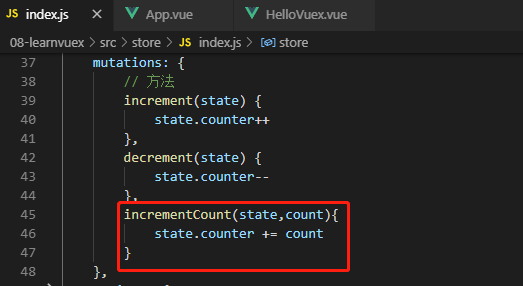 JS index.js × App.vue HelloVuex.vue
08-learnvuex > src > store > JS index.js > store
37 mutations: {
38 // 方法
39 increment(state) {
40 state.counter++
41 },
42 decrement(state) {
43 state.counter--
44 },
45 incrementCount(state,count){
46 state.counter += count
47 }
48 },